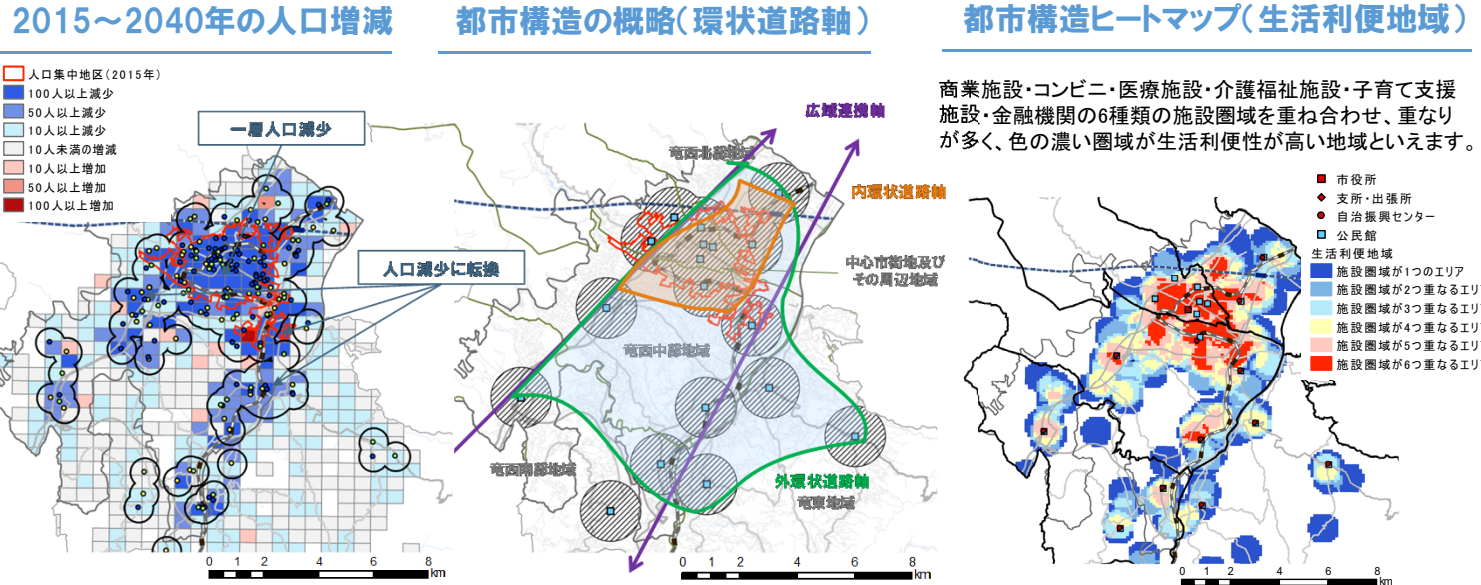 2015～2040年の人口増減
人口集中地区(2015年)
100人以上減少
50人以上減少
10人以上減少
10人未満の増減
10人以上増加
50人以上増加
100人以上増加
一層人口減少
人口減少に転換
0 1 2 4 6 8
km
都市構造の概略(環状道路軸)
広域連携軸
竜西北部地域
内環状道路軸
中心市街地及び
その周辺地域
竜西中部地域
竜西南部地域
外環状道路軸
竜東地域
0 1 2 4 6 8
km
都市構造ヒートマップ(生活利便地域)
商業施設・コンビニ・医療施設・介護福祉施設・子育て支援
施設・金融機関の6種類の施設圏域を重ね合わせ、重なり
が多く、色の濃い圏域が生活利便性が高い地域といえます。
市役所
支所・出張所
自治振興センター
公民館
生活利便地域
施設圏域が1つのエリア
施設圏域が2つ重なるエリ
施設圏域が3つ重なるエリ
施設圏域が4つ重なるエリ
施設圏域が5つ重なるエリ
施設圏域が6つ重なるエリ
0 1 2 4 6 8
km